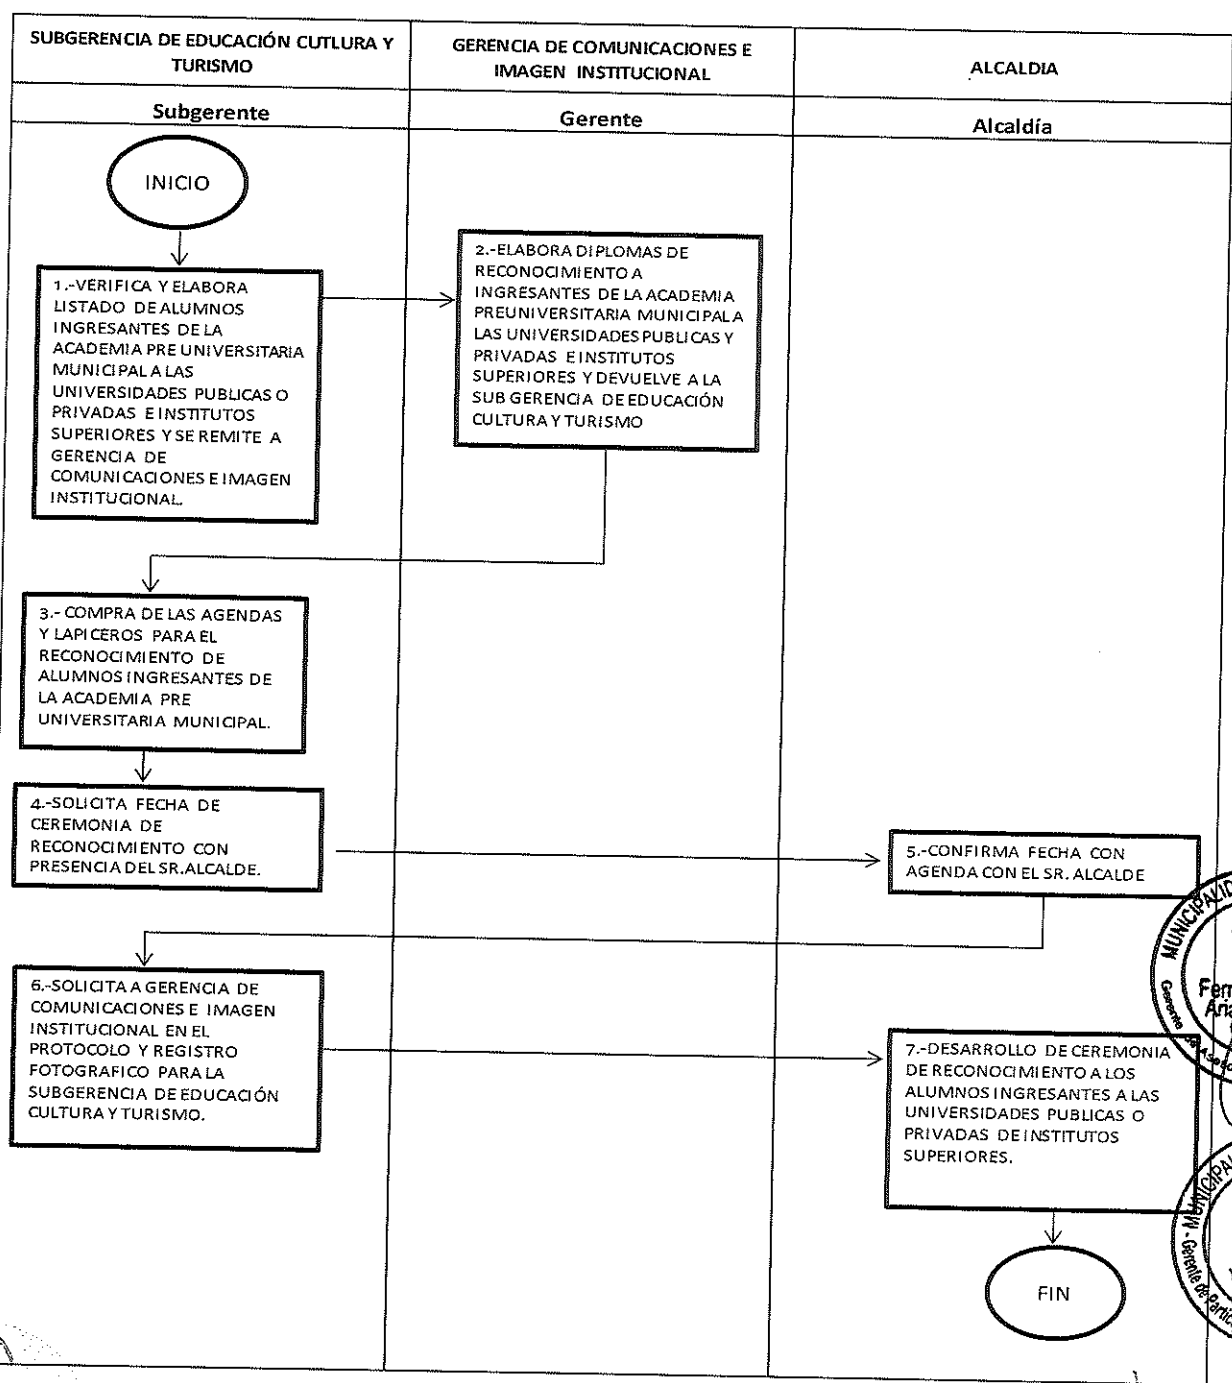 SUBGERENCIA DE EDUCACIÓN CUTLURA Y
TURISMO
GERENCIA DE COMUNICACIONES E
IMAGEN INSTITUCIONAL
ALCALDIA
Subgerente
Gerente
Alcaldía
INICIO
1.-VERIFICA Y ELABORA
LISTADO DE ALUMNOS
INGRESANTES DE LA
ACADEMIA PRE UNIVERSITARIA
MUNICIPAL A LAS
UNIVERSIDADES PUBLICAS O
PRIVADAS E INSTITUTOS
SUPERIORES Y SE REMITE A
GERENCIA DE
COMUNICACIONES E IMAGEN
INSTITUCIONAL.
2.-ELABORA DIPLOMAS DE
RECONOCIMIENTO A
INGRESANTES DE LA ACADEMIA
PREUNIVERSITARIA MUNICIPAL A
LAS UNIVERSIDADES PUBLICAS Y
PRIVADAS E INSTITUTOS
SUPERIORES Y DEVUELVE A LA
SUB GERENCIA DE EDUCACIÓN
CULTURA Y TURISMO
3.- COMPRA DE LAS AGENDAS
Y LAPICEROS PARA EL
RECONOCIMIENTO DE
ALUMNOS INGRESANTES DE
LA ACADEMIA PRE
UNIVERSITARIA MUNICIPAL.
4.-SOLICITA FECHA DE
CEREMONIA DE
RECONOCIMIENTO CON
PRESENCIA DEL SR.ALCALDE.
5.-CONFIRMA FECHA CON
AGENDA CON EL SR. ALCALDE
6.-SOLICITA A GERENCIA DE
COMUNICACIONES E IMAGEN
INSTITUCIONAL EN EL
PROTOCOLO Y REGISTRO
FOTOGRAFICO PARA LA
SUBGERENCIA DE EDUCACIÓN
CULTURA Y TURISMO.
7.-DESARROLLO DE CEREMONIA
DE RECONOCIMIENTO A LOS
ALUMNOS INGRESANTES A LAS
UNIVERSIDADES PUBLICAS O
PRIVADAS DE INSTITUTOS
SUPERIORES.
FIN
Gerente de
- Gerente de